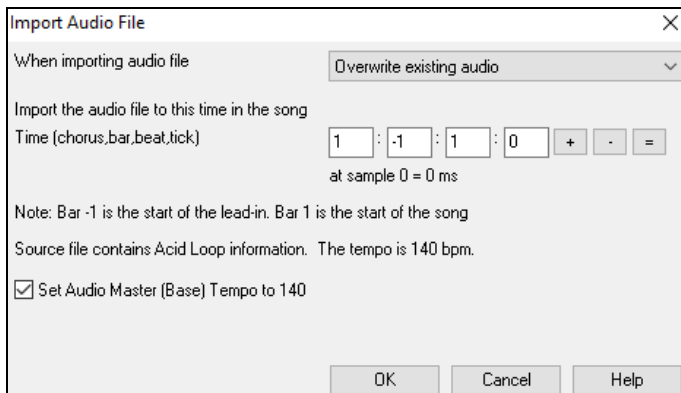 Import Audio File
When importing audio file Overwrite existing audio
Import the audio file to this time in the song
Time (chorus,bar,beat,tick) 1 : -1 : 1 : 0 + - =
at sample 0 = 0 ms
Note: Bar -1 is the start of the lead-in. Bar 1 is the start of the song
Source file contains Acid Loop information. The tempo is 140 bpm.
Set Audio Master (Base) Tempo to 140
OK Cancel Help